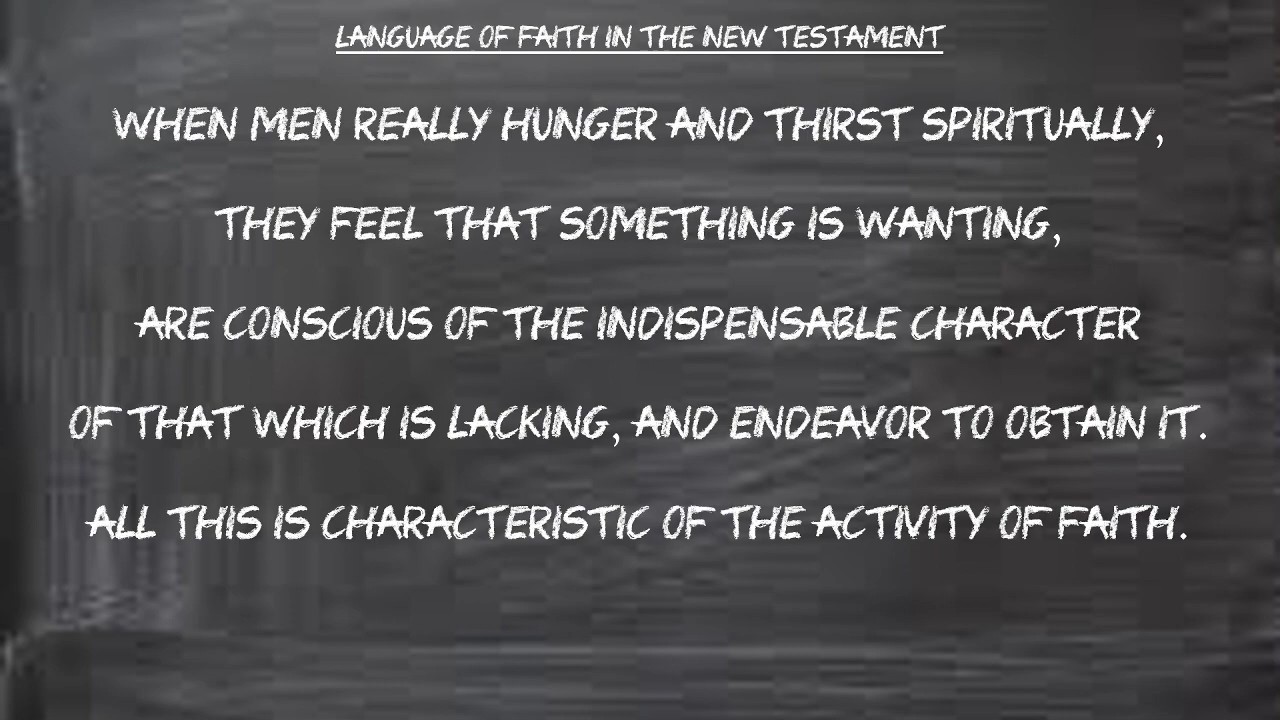 LANGUAGE OF FAITH IN THE NEW TESTAMENT
WHEN MEN REALLY HUNGER AND THIRST SPIRITUALLY,
THEY FEEL THAT SOMETHING IS WANTING,
ARE CONSCIOUS OF THE INDISPENSABLE CHARACTER
OF THAT WHICH IS LACKING, AND ENDEAVOR TO OBTAIN IT.
ALL THIS IS CHARACTERISTIC OF THE ACTIVITY OF FAITH.